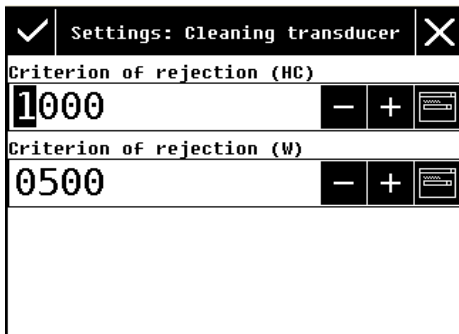 Settings: Cleaning transducer
Criterion of rejection (HC)
1000
Criterion of rejection (W)
0500